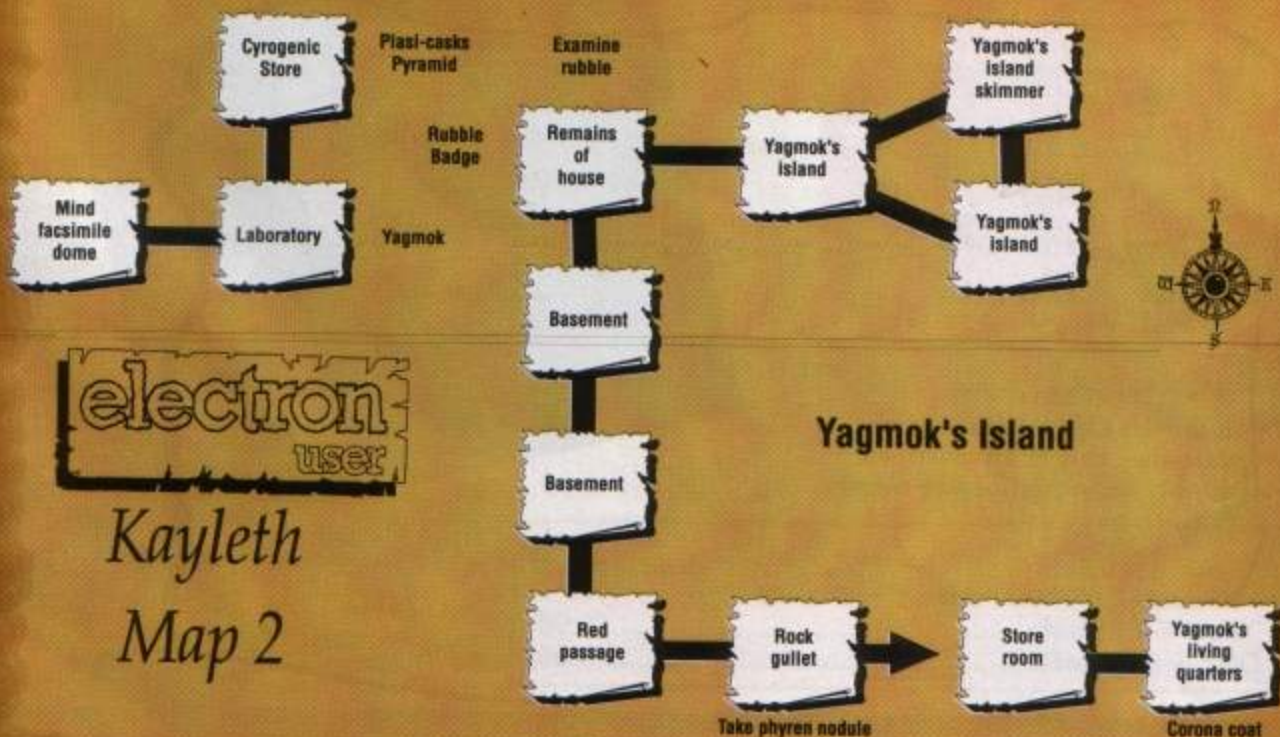 Cyrogenic
Store
Plasi-casks
Pyramid
Examine
rubble
Yagmok's
island
skimmer
Rubble
Badge
Remains
of
house
Yagmok's
island
Mind
facsimile
dome
Laboratory
Yagmok
Yagmok's
island
Basement
electron
user
Kayleth
Map 2
Basement
Yagmok's Island
Red
passage
Rock
gullet
Store
room
Yagmok's
living
quarters
Take phyren nodule
Corona coat